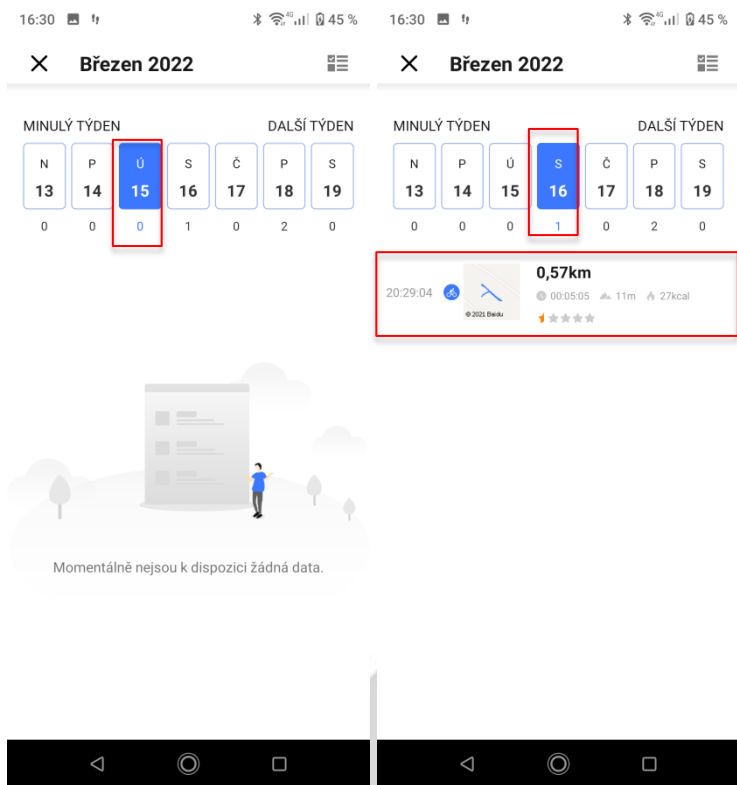 16:30 4G 45 %
Březen 2022
MINULÝ TÝDEN DALŠÍ TÝDEN
N P Ú S Č P S
13 14 15 16 17 18 19
0 0 0 1 0 2 0
Momentálně nejsou k dispozici žádná data.
16:30 4G 45 %
Březen 2022
MINULÝ TÝDEN DALŠÍ TÝDEN
N P Ú S Č P S
13 14 15 16 17 18 19
0 0 0 1 0 2 0
0,57km
20:29:04 00:05:05 11m 27kcal
© 2021 Baidu